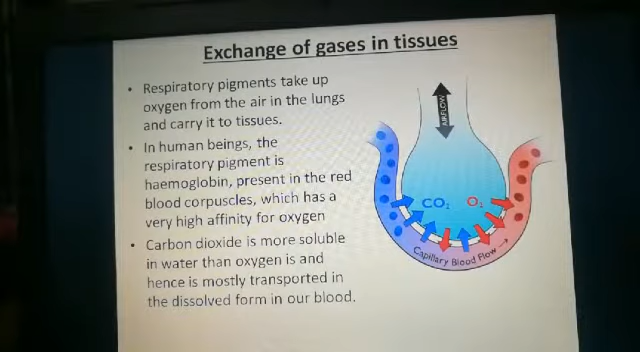 Exchange of gases in tissues
• Respiratory pigments take up
oxygen from the air in the lungs
and carry it to tissues.
• In human beings, the
respiratory pigment is
haemoglobin, present in the red
blood corpuscles, which has a
very high affinity for oxygen
• Carbon dioxide is more soluble
in water than oxygen is and
hence is mostly transported in
the dissolved form in our blood.
AIRFLOW
CO₂ O₂
Capillary Blood Flow →